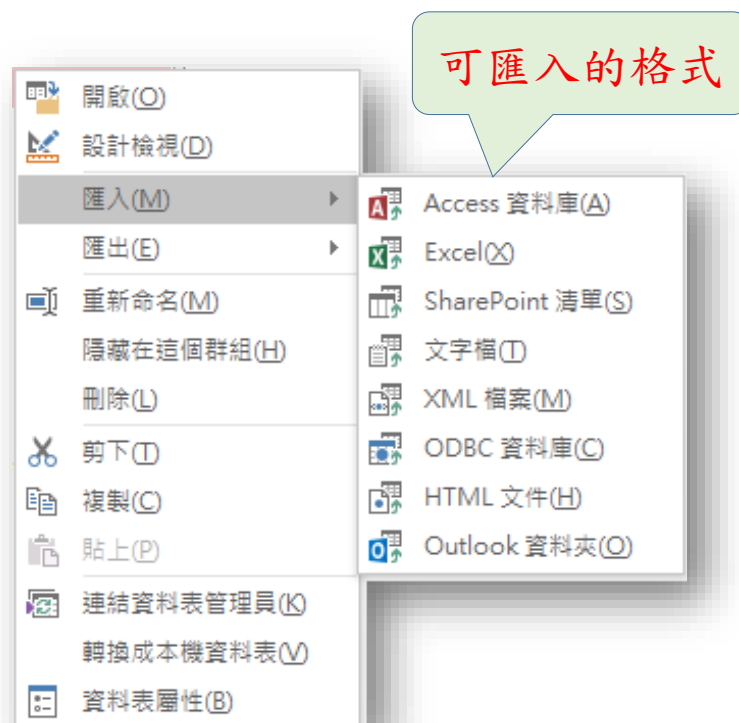 可匯入的格式
開啟(O)
設計檢視(D)
匯入(M)
匯出(E)
重新命名(M)
隱藏在這個群組(H)
刪除(L)
剪下(T)
複製(C)
貼上(P)
連結資料表管理員(K)
轉換成本機資料表(V)
資料表屬性(B)
Access 資料庫(A)
Excel(X)
SharePoint 清單(S)
文字檔(T)
XML 檔案(M)
ODBC 資料庫(C)
HTML 文件(H)
Outlook 資料夾(O)